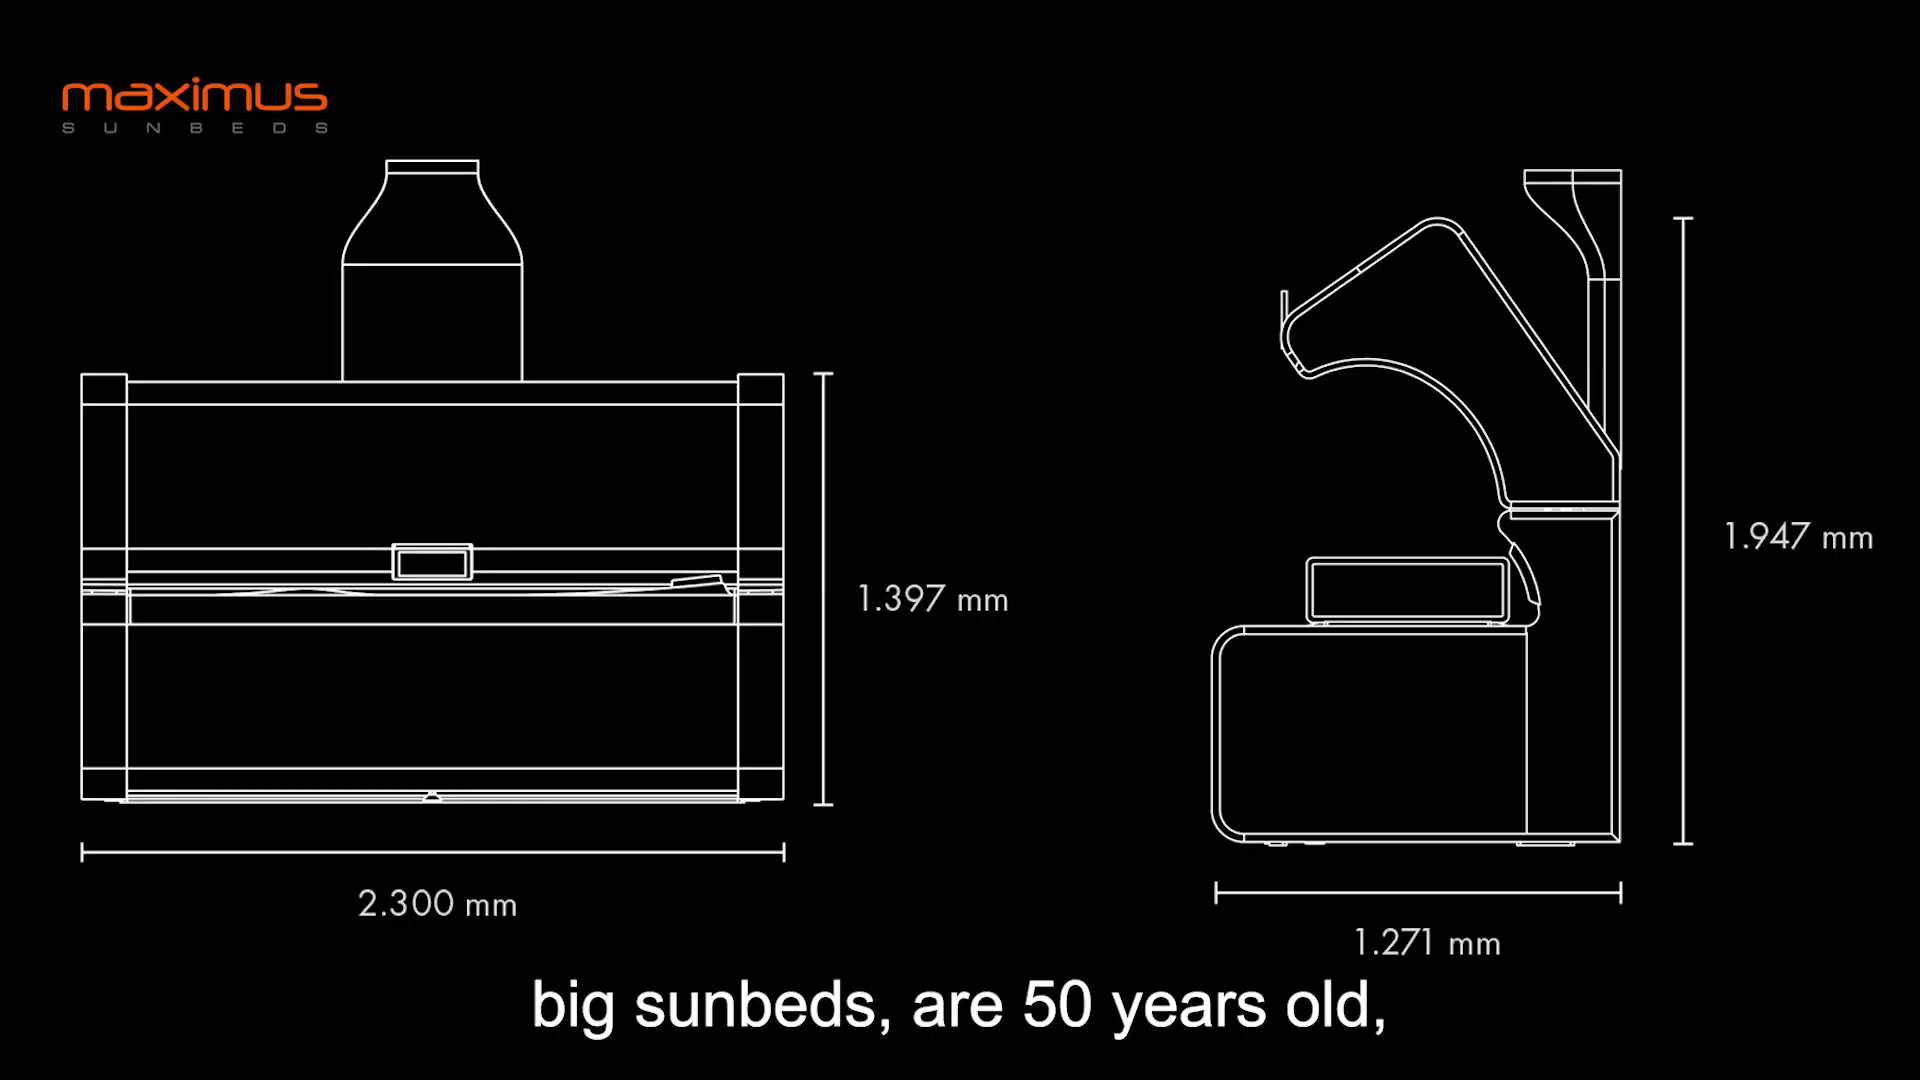 maximus
SUNBEDS
1.397 mm
2.300 mm
1.947 mm
1.271 mm
big sunbeds, are 50 years old,